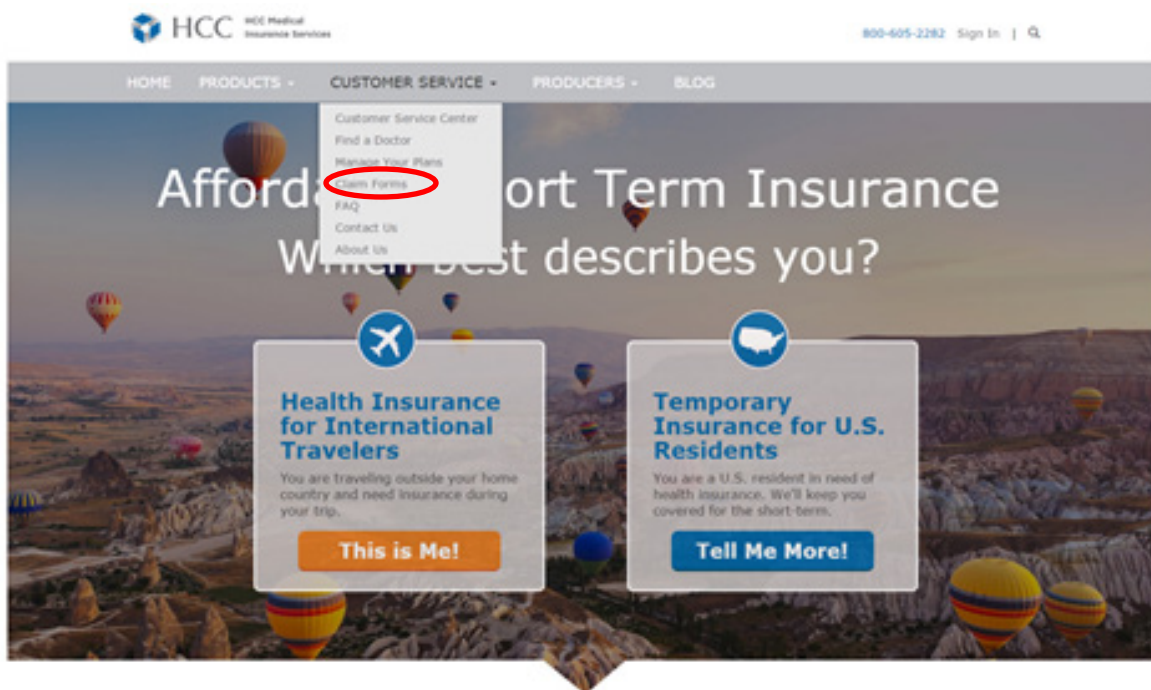 HCC HCC Medical
Insurance Services
800-605-2282 Sign In |
HOME PRODUCTS CUSTOMER SERVICE PRODUCERS BLOG
Customer Service Center
Find a Doctor
Manage Your Plans
Claim Forms
FAQ
Contact Us
About Us
Afforda ort Term Insurance
Which best describes you?
Health Insurance
for International
Travelers
You are traveling outside your home
country and need insurance during
your trip.
This is Me!
Temporary
Insurance for U.S.
Residents
You are a U.S. resident in need of
health insurance. We'll keep you
covered for the short-term.
Tell Me More!